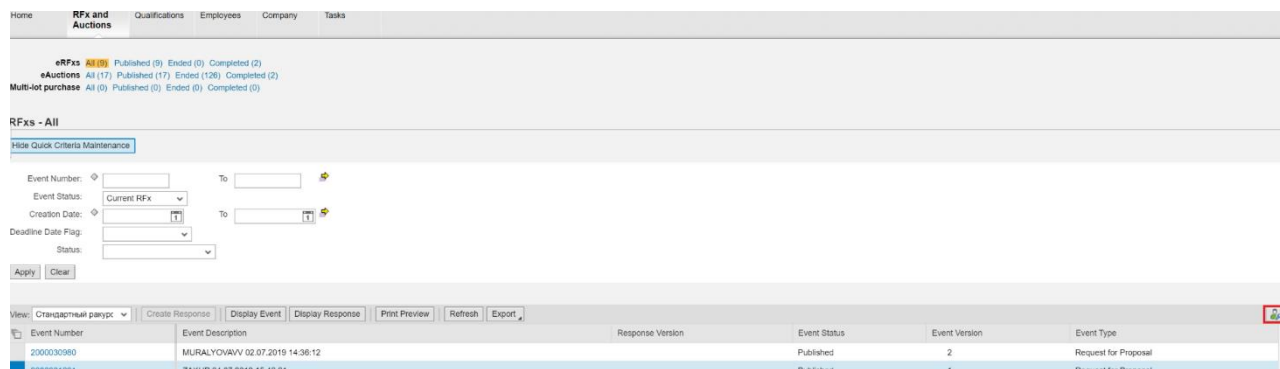 Home RFx and Auctions Qualifications Employees Company Tasks
eRFxs All (9) Published (9) Ended (0) Completed (2)
eAuctions All (17) Published (17) Ended (126) Completed (2)
Multi-lot purchase All (0) Published (0) Ended (0) Completed (0)
RFxs - All
Hide Quick Criteria Maintenance
Event Number: To
Event Status: Current RFx
Creation Date: 1 To 1
Deadline Date Flag:
Status:
Apply Clear
View: Стандартный ракурс Create Response Display Event Display Response Print Preview Refresh Export
Event Number Event Description Response Version Event Status Event Version Event Type
2000030980 MURALYOVAVV 02.07.2019 14:36:12 Published 2 Request for Proposal